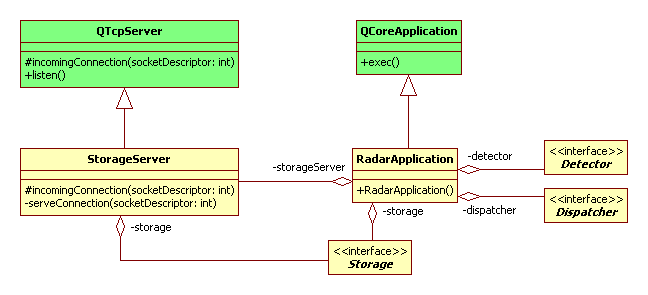 QTcpServer
#incomingConnection(socketDescriptor: int)
+listen()
QCoreApplication
+exec()
StorageServer
#incomingConnection(socketDescriptor: int)
-serveConnection(socketDescriptor: int)
-storageServer
RadarApplication
+RadarApplication()
-detector
<<interface>>
Detector
-dispatcher
<<interface>>
Dispatcher
-storage
-storage
<<interface>>
Storage